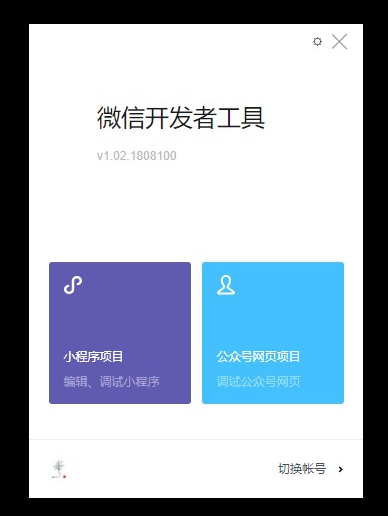 微信开发者工具
v1.02.1808100
小程序项目
编辑、调试小程序
公众号网页项目
调试公众号网页
切换帐号